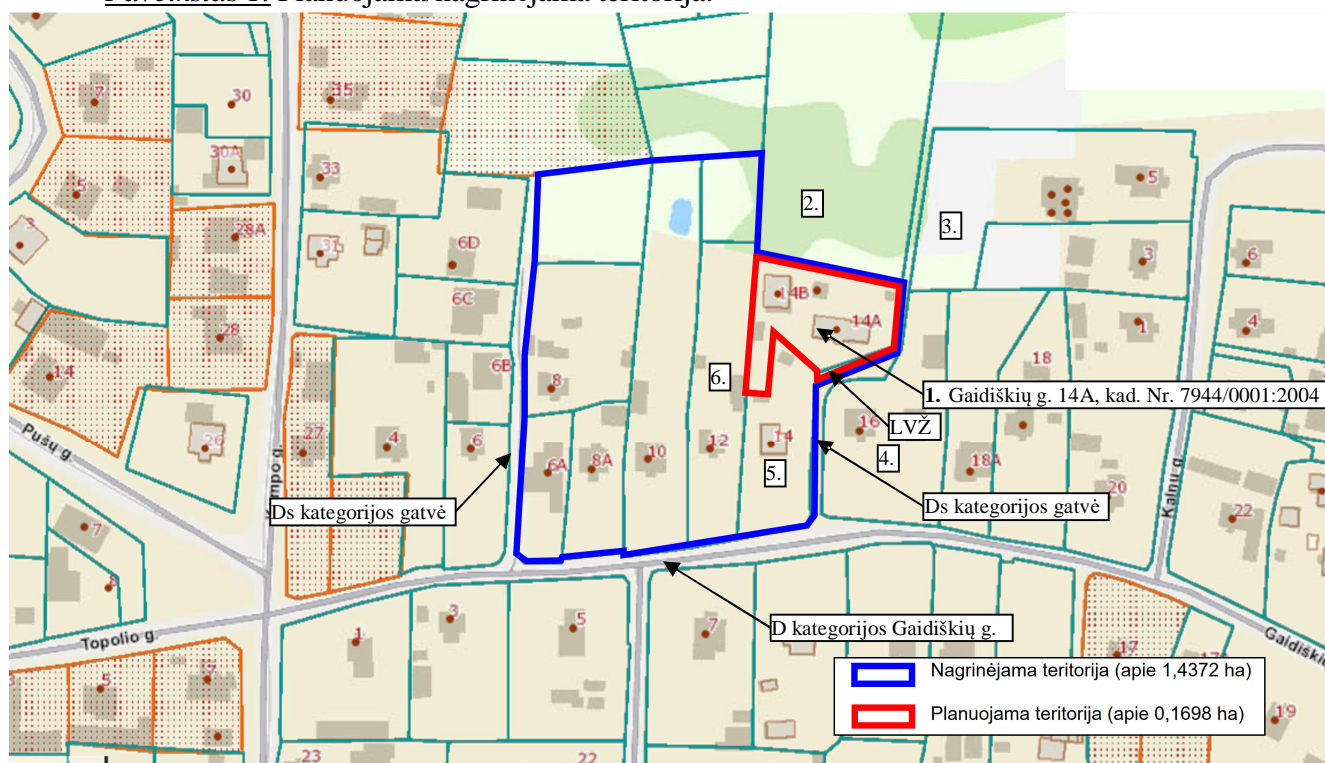 Planuojama/nagrinėjama teritorija.
7
30
35
30A
33
5
5
3
28A
31
6D
2.
3.
3
6
14B
6C
28
14A
1
4
18
14
6B
8
6.
1. Gaidiškių g. 14A, kad. Nr. 7944/0001:2004
LVŽ
16
26
27
4
6
12
14
4.
Pušų g.
6A
8A
10
5.
18A
20
Kalnų g.
22
Ds kategorijos gatvė
Ds kategorijos gatvė
7
8
3
5
7
D kategorijos Gaidiškių g.
1
Topolio g.
17
5
7
Nagrinėjama teritorija (apie 1,4372 ha)
Planuojama teritorija (apie 0,1698 ha)
19
23
22